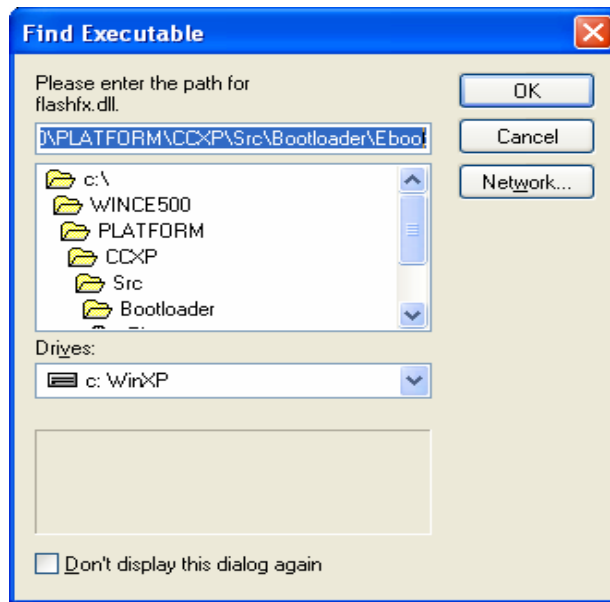 Find Executable
Please enter the path for
flashfx.dll.
OK
0\PLATFORM\CCXP\Src\Bootloader\Eboot
Cancel
Network...
c:\
WINCE500
PLATFORM
CCXP
Src
Bootloader
Drives:
c: WinXP
Don't display this dialog again